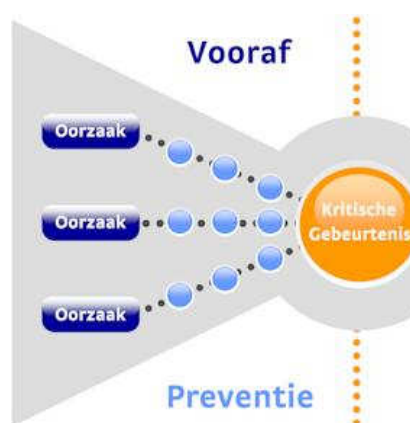 Vooraf
Oorzaak
Oorzaak
Oorzaak
Kritische
Gebeurtenis
Preventie